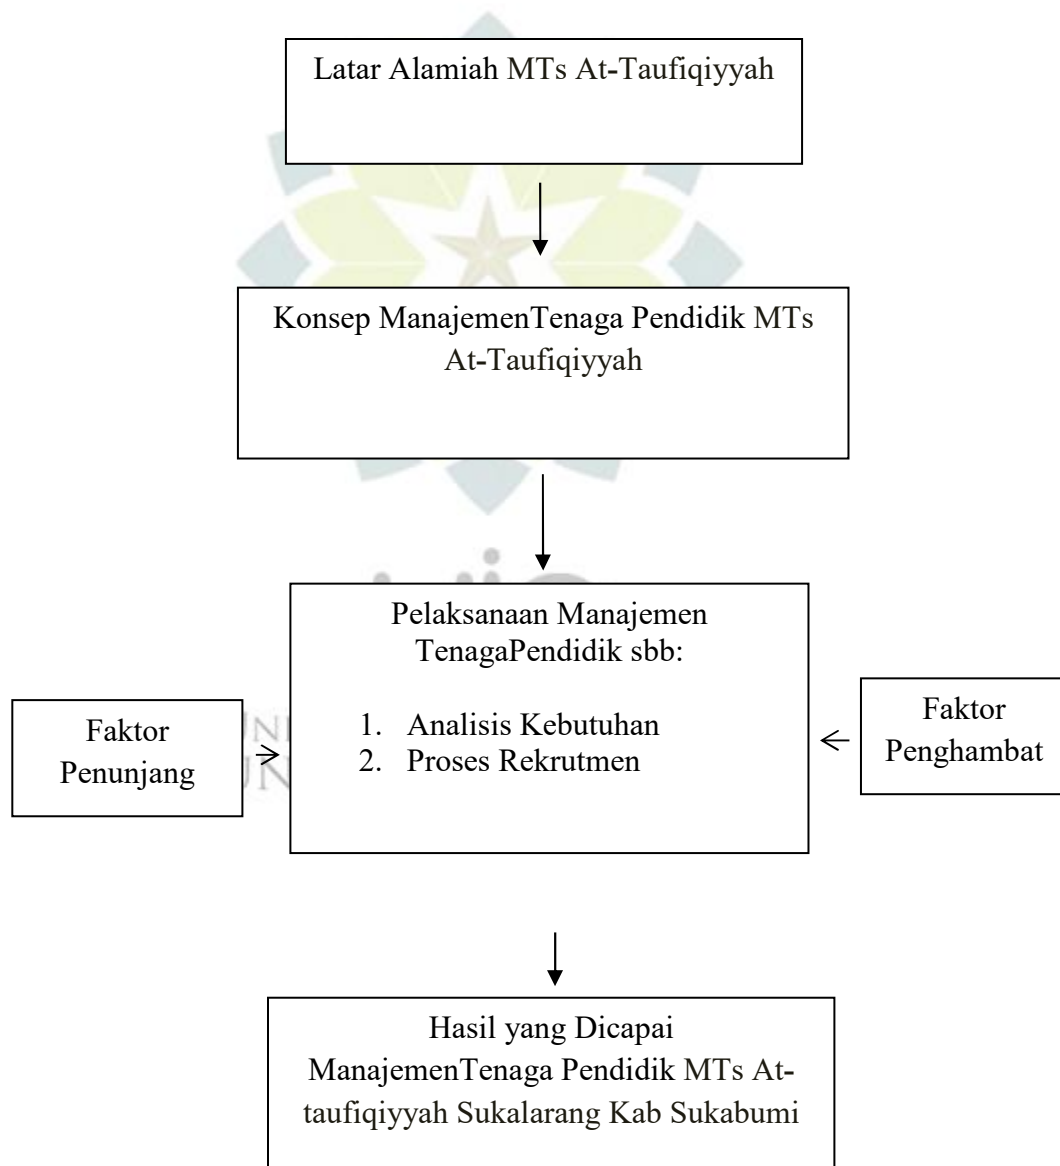 Latar Alamiah MTs At-Taufiqiyyah
Konsep ManajemenTenaga Pendidik MTs
At-Taufiqiyyah
Pelaksanaan Manajemen
TenagaPendidik sbb:
1. Analisis Kebutuhan
2. Proses Rekrutmen
Faktor
Penunjang
Faktor
Penghambat
Hasil yang Dicapai
ManajemenTenaga Pendidik MTs At-
taufiqiyyah Sukalarang Kab Sukabumi